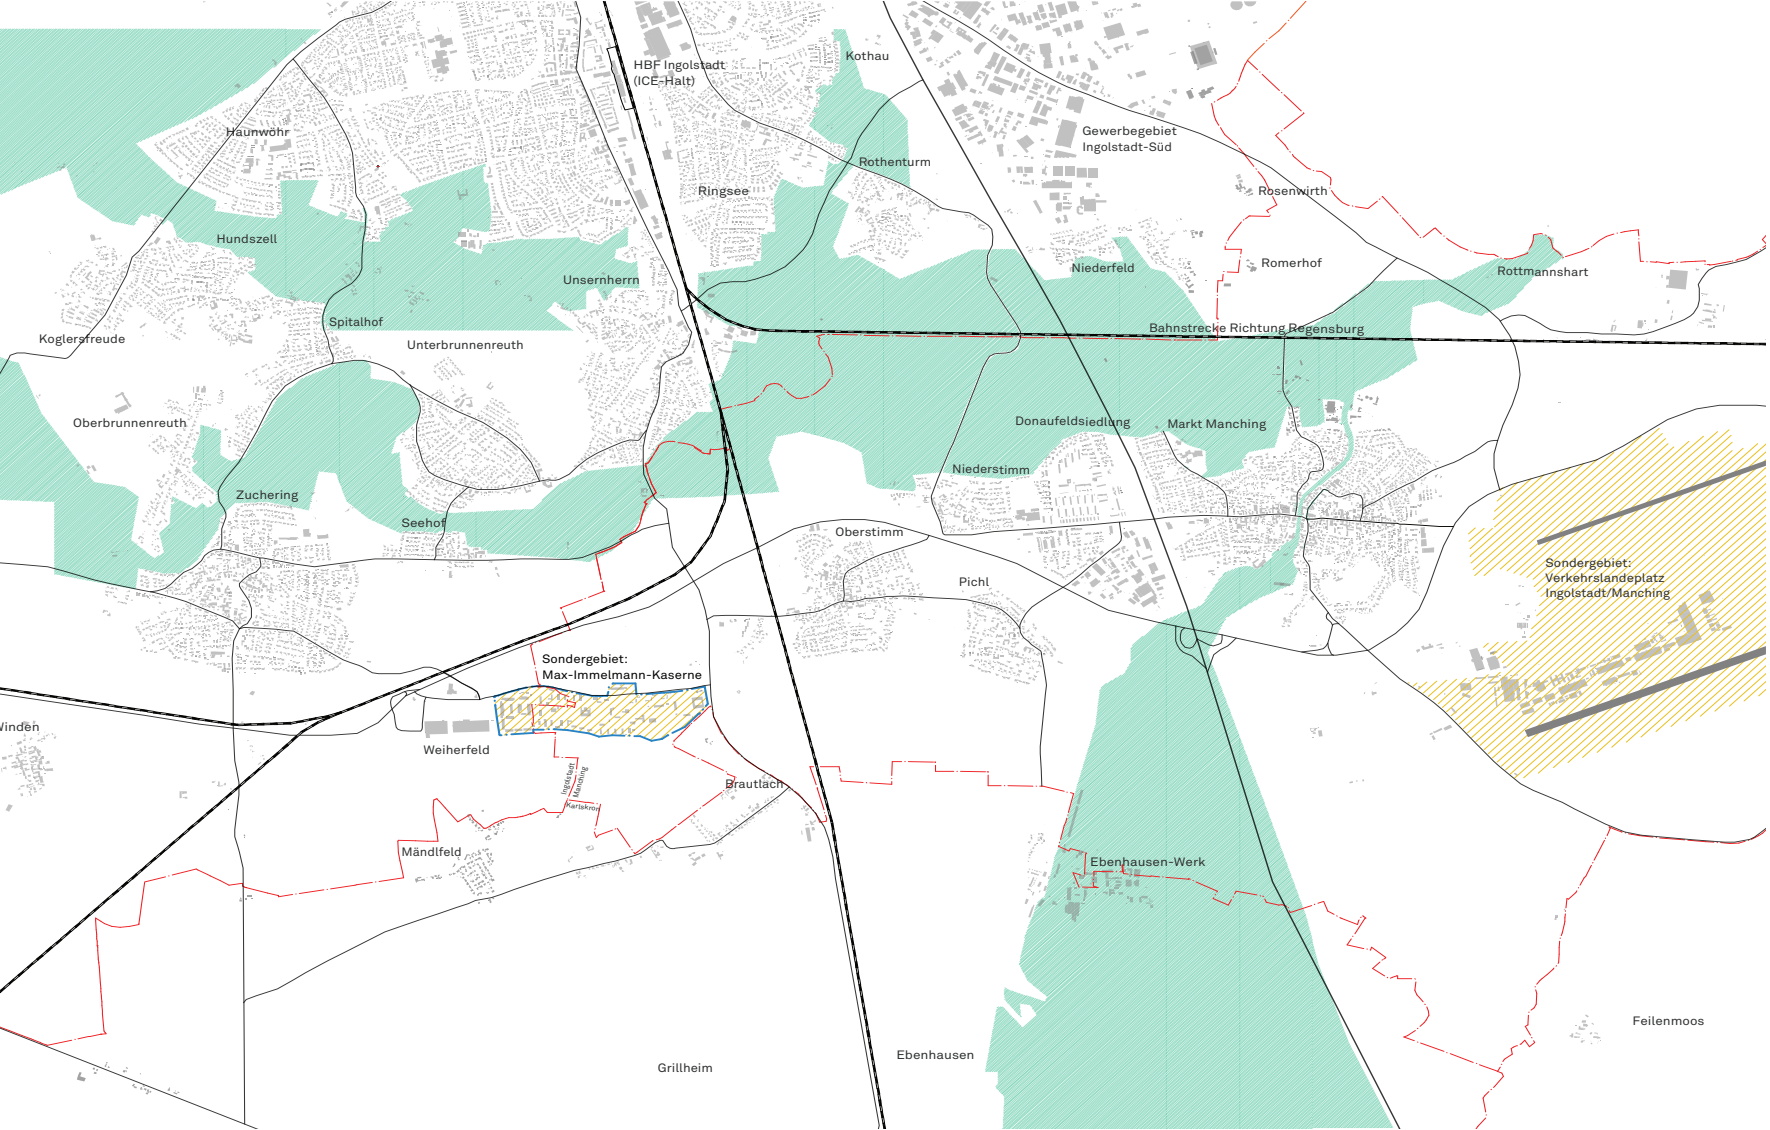 Kothau
HBF Ingolstadt
(ICE-Halt)
Haunwöhr
Gewerbegebiet
Ingolstadt-Süd
Rothenturm
Ringsee
Rosenwirth
Hundszell
Unsernherrn
Niederfeld
Romerhof
Rottmannshart
Spitalhof
Koglersfreude
Unterbrunnenreuth
Bahnstrecke Richtung Regensburg
Oberbrunnenreuth
Donaufeldsiedlung
Markt Manching
Niederstimm
Zuchering
Seehof
Oberstimm
Pichl
Sondergebiet:
Verkehrslandeplatz
Ingolstadt/Manching
Sondergebiet:
Max-Immelmann-Kaserne
Winden
Weiherfeld
Ingolstadt
Manching
Karlskron
Brautlach
Mändlfeld
Ebenhausen-Werk
Feilenmoos
Ebenhausen
Grillheim